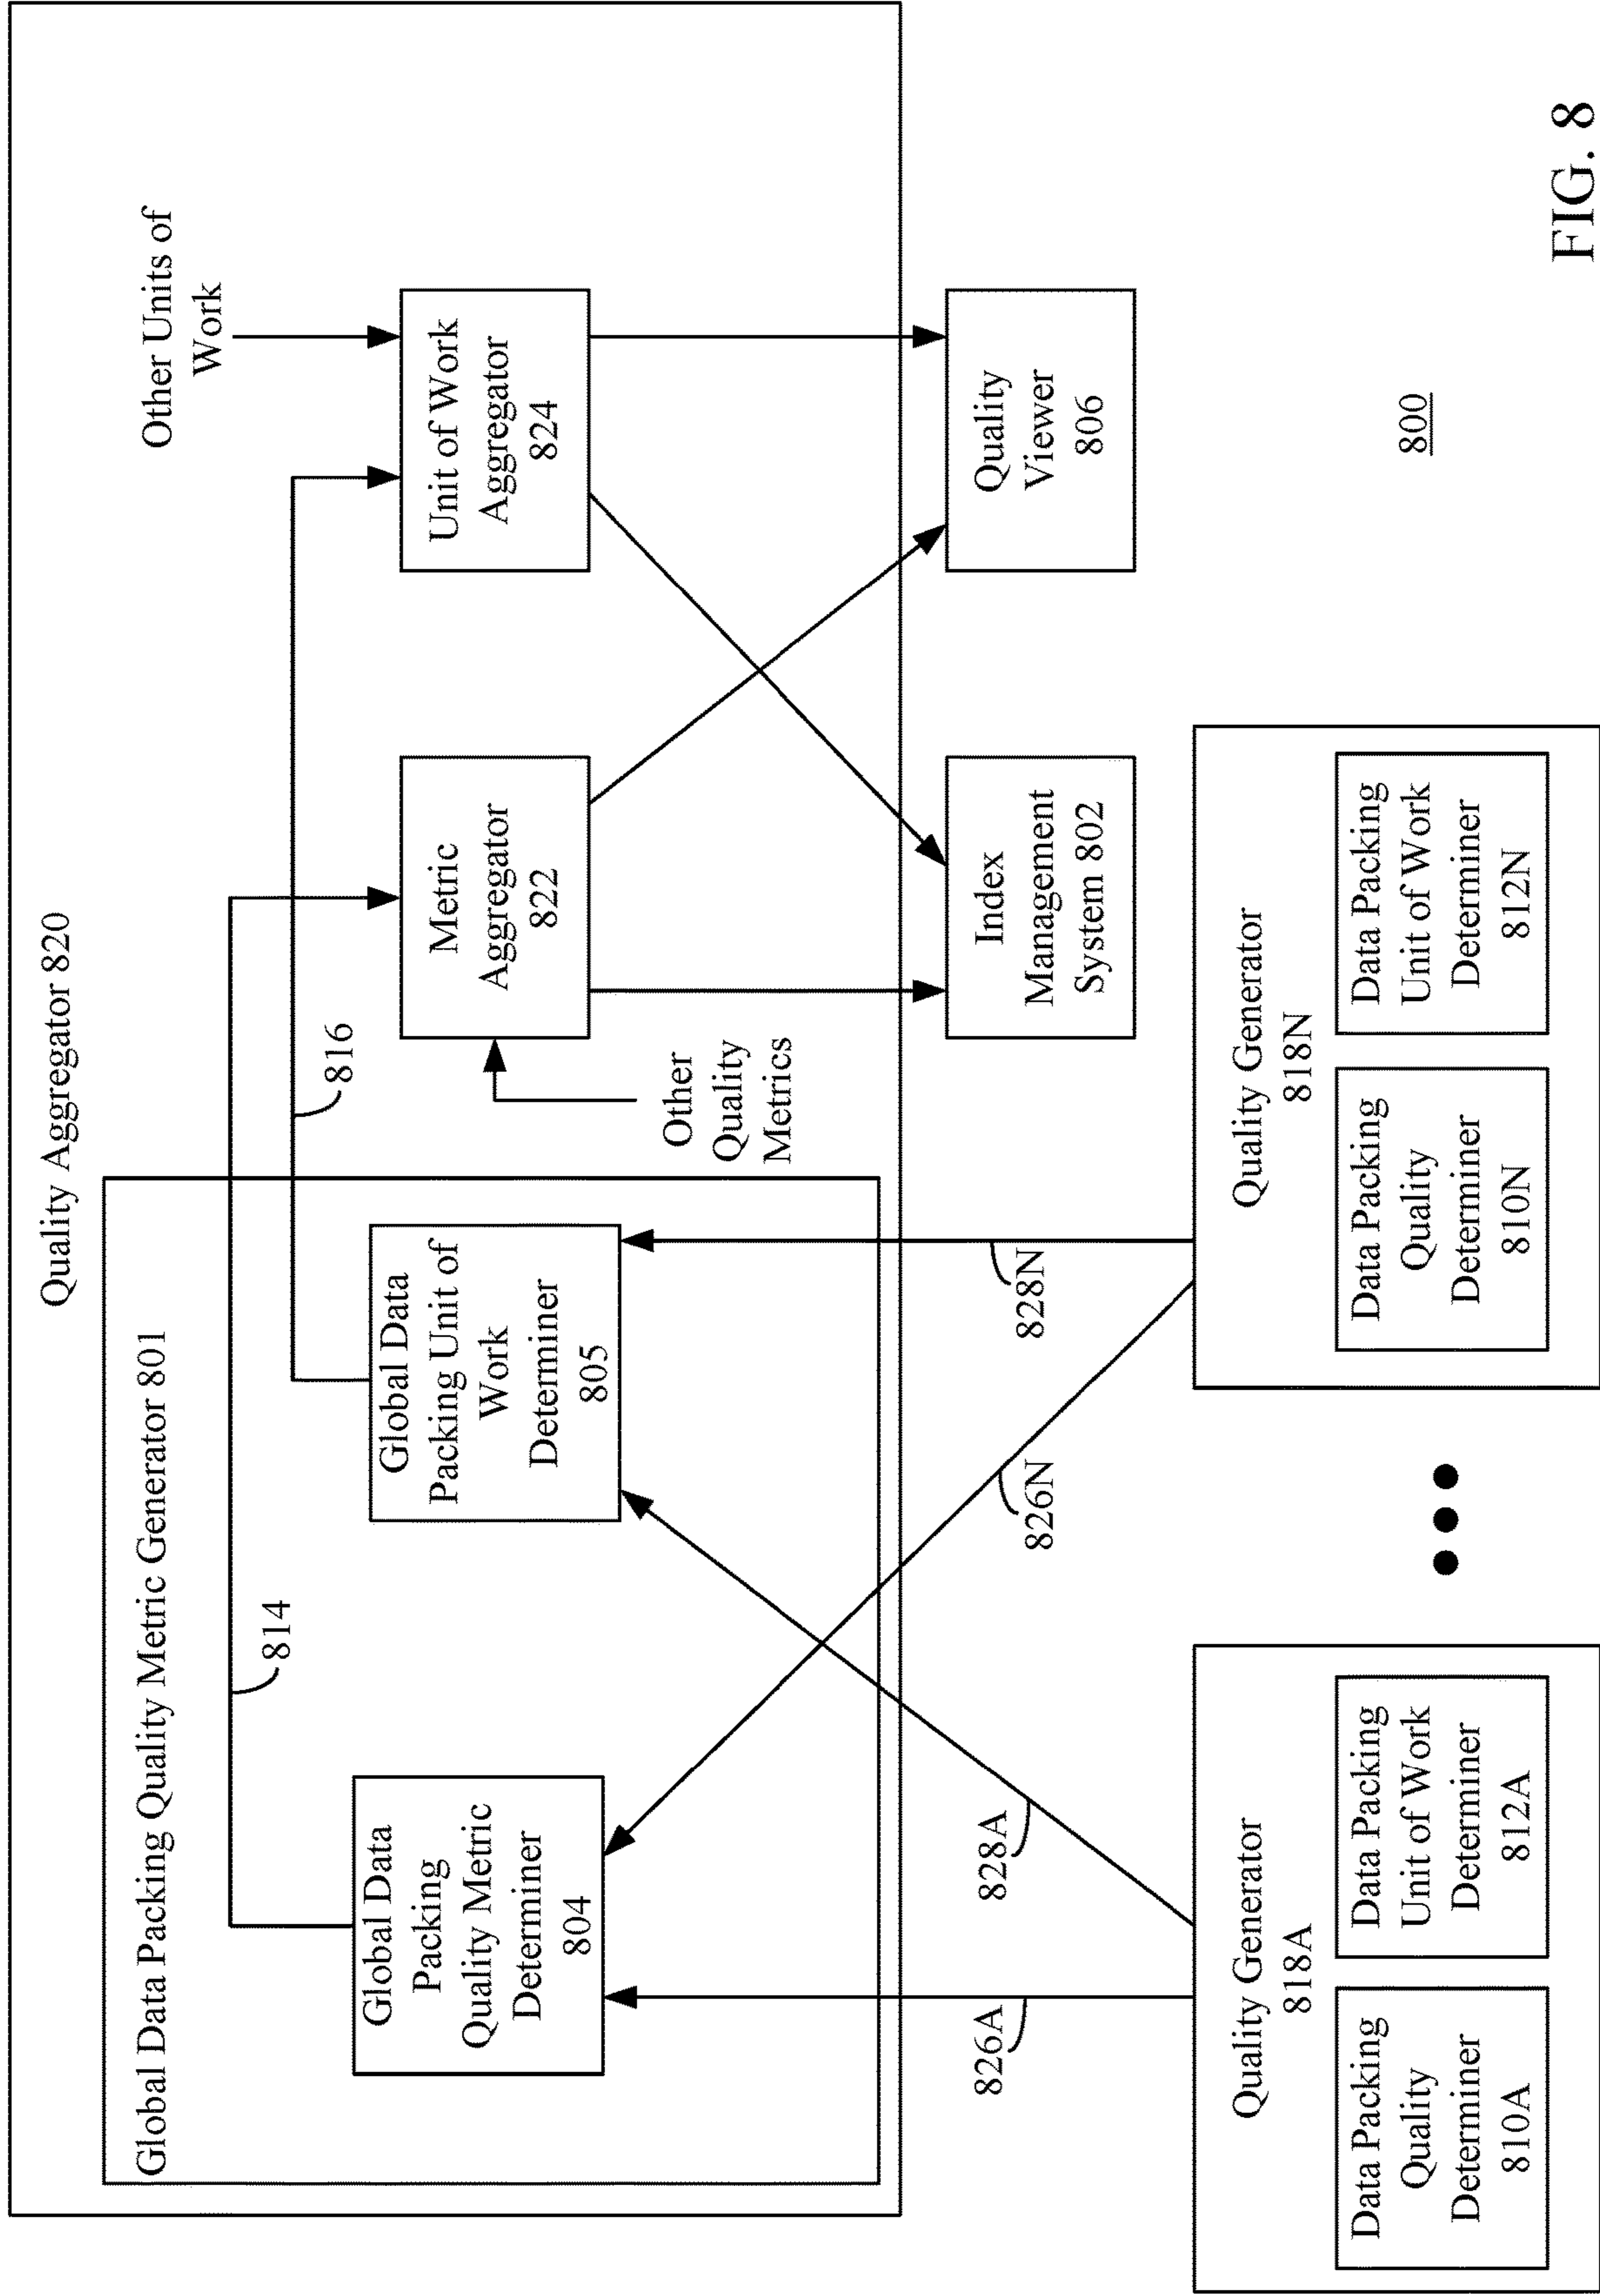 Quality Aggregator 820
Global Data Packing Quality Metric Generator 801
814
816
Other Units of
Work
Global Data
Packing
Quality Metric
Determiner
804
Global Data
Packing Unit of
Work
Determiner
805
Metric
Aggregator
822
Unit of Work
Aggregator
824
Other
Quality
Metrics
826A
828A
826N
828N
Index
Management
System 802
Quality
Viewer
806
Quality Generator
818A
Data Packing
Quality
Determiner
810A
Data Packing
Unit of Work
Determiner
812A
Quality Generator
818N
Data Packing
Quality
Determiner
810N
Data Packing
Unit of Work
Determiner
812N
800
FIG. 8